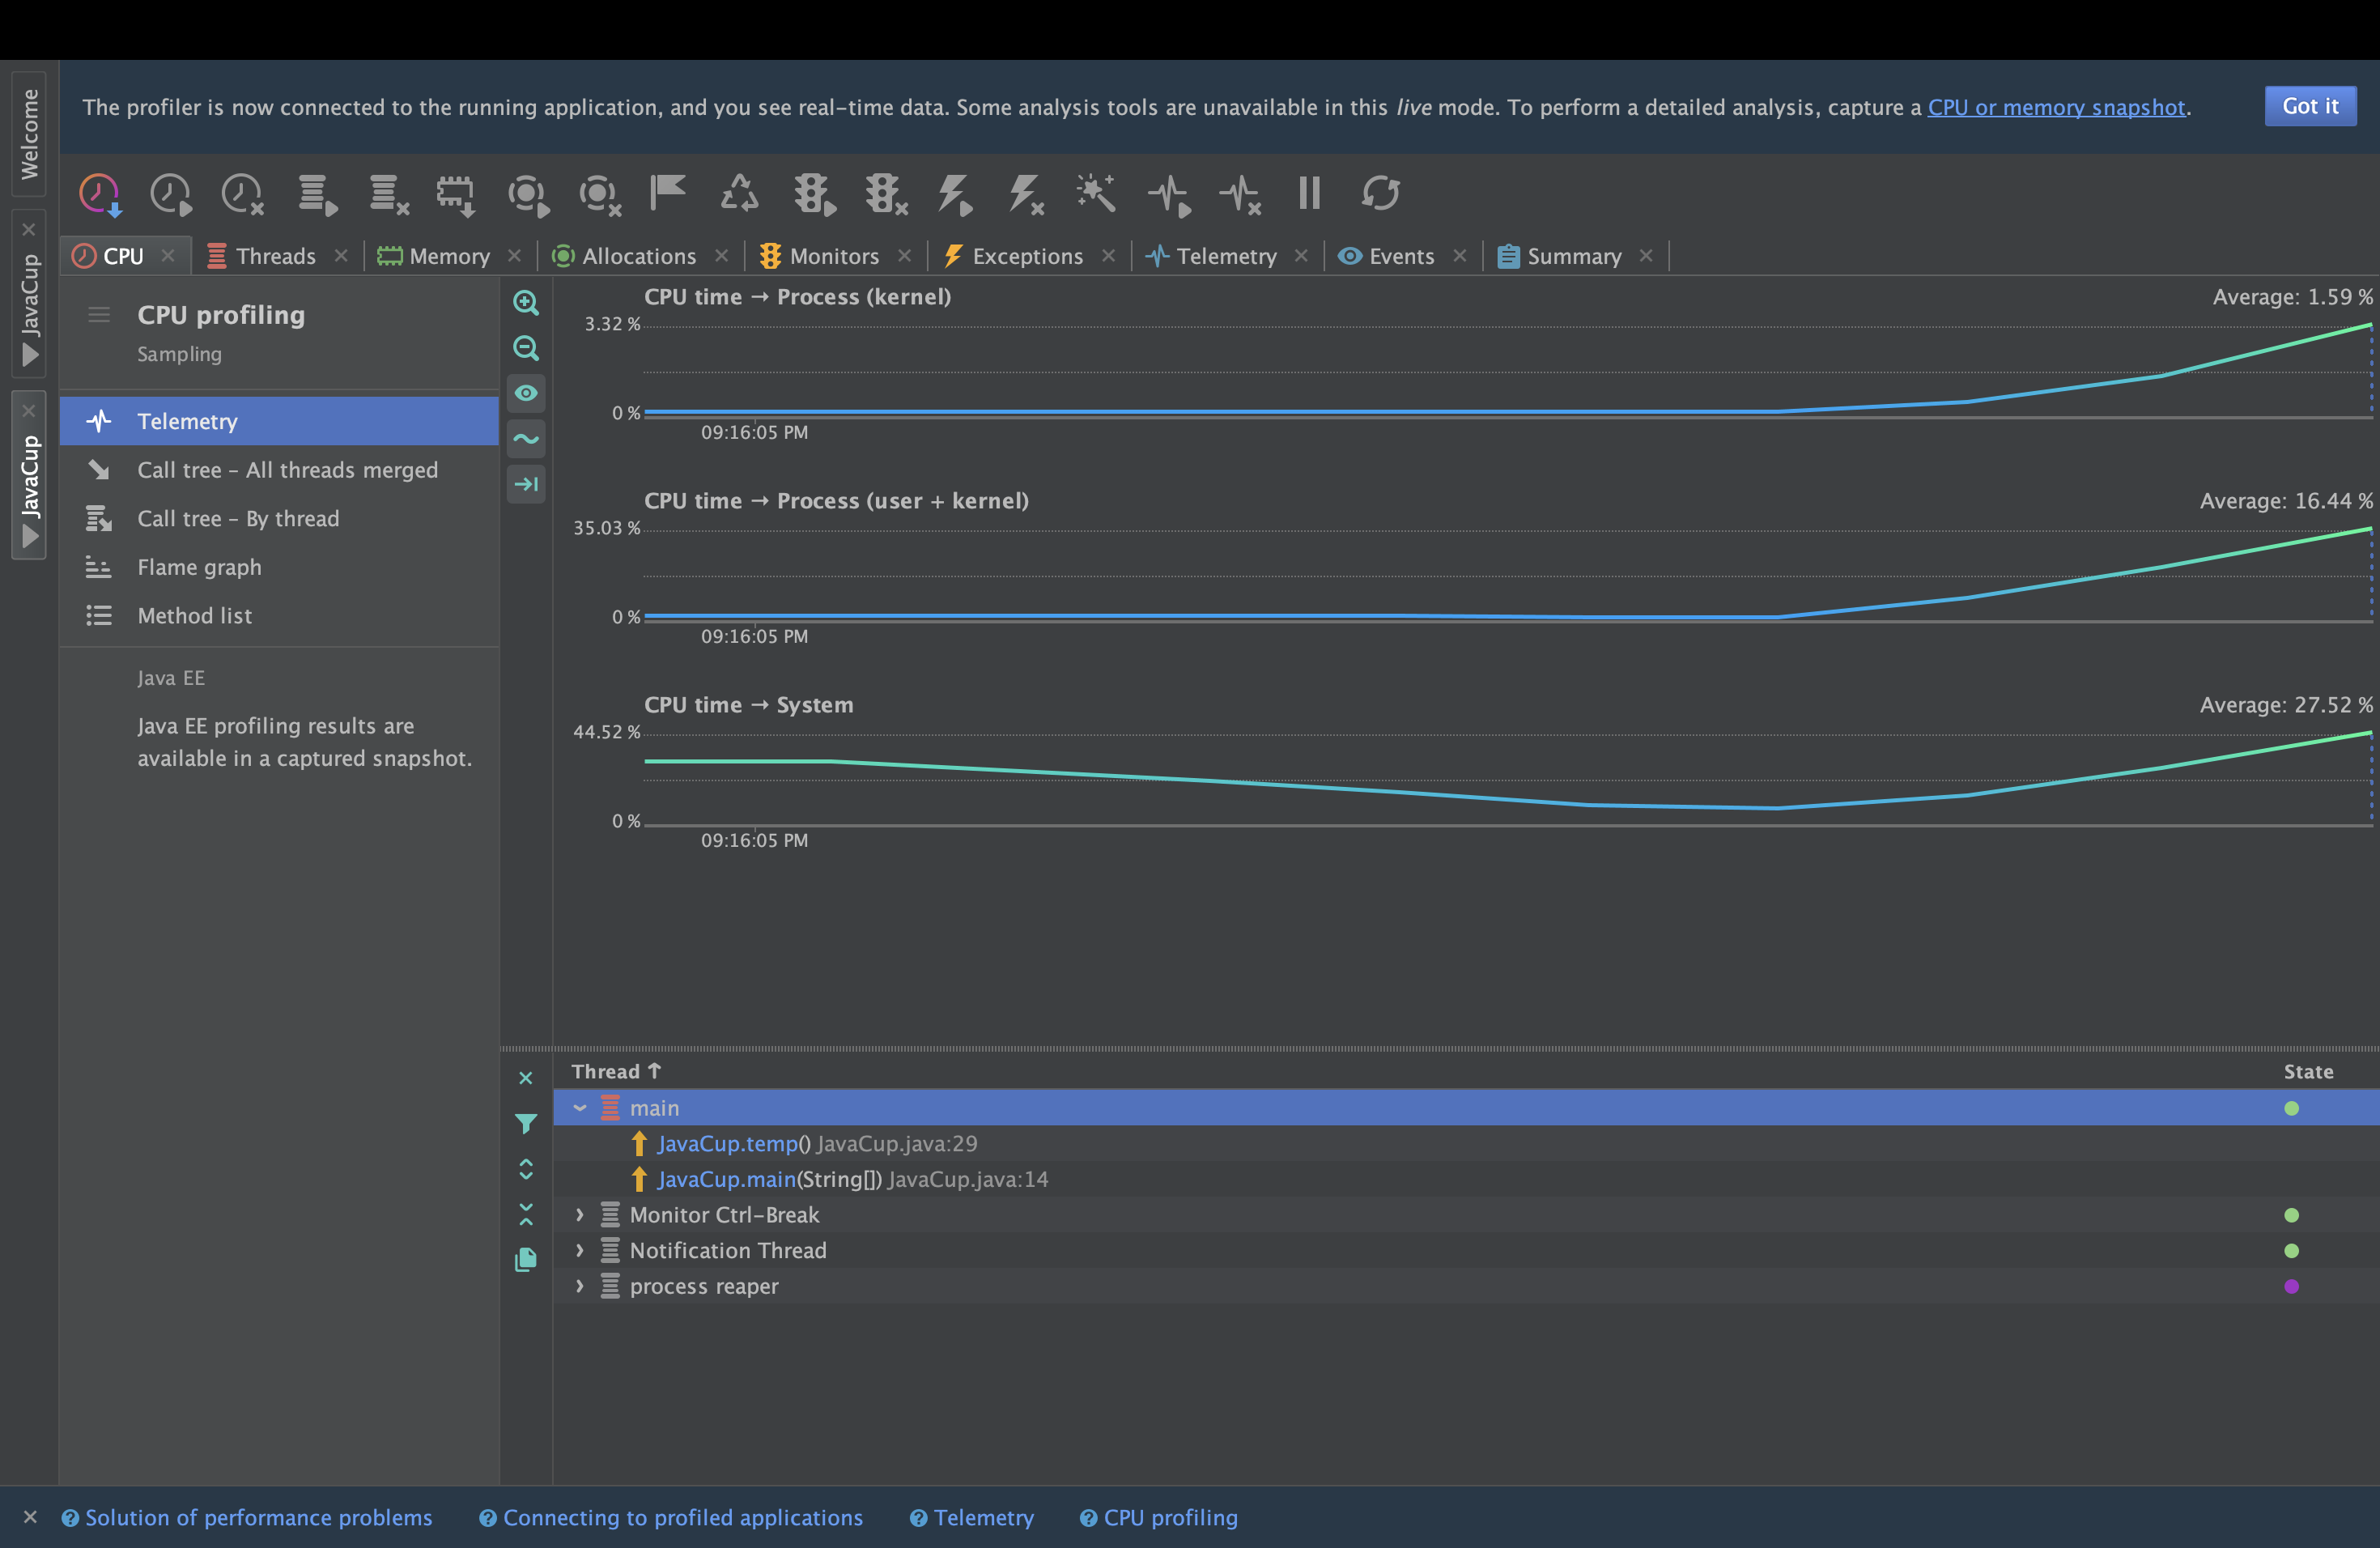 The profiler is now connected to the running application, and you see real-time data. Some analysis tools are unavailable in this live mode. To perform a detailed analysis, capture a CPU or memory snapshot.
Got it
Welcome
JavaCup
JavaCup
CPU
Threads
Memory
Allocations
Monitors
Exceptions
Telemetry
Events
Summary
CPU profiling
Sampling
Telemetry
Call tree – All threads merged
Call tree – By thread
Flame graph
Method list
Java EE
Java EE profiling results are
available in a captured snapshot.
CPU time → Process (kernel)
Average: 1.59 %
3.32 %
0 %
09:16:05 PM
CPU time → Process (user + kernel)
Average: 16.44 %
35.03 %
0 %
09:16:05 PM
CPU time → System
Average: 27.52 %
44.52 %
0 %
09:16:05 PM
Thread ↑
State
main
JavaCup.temp() JavaCup.java:29
JavaCup.main(String[]) JavaCup.java:14
Monitor Ctrl-Break
Notification Thread
process reaper
Solution of performance problems
Connecting to profiled applications
Telemetry
CPU profiling